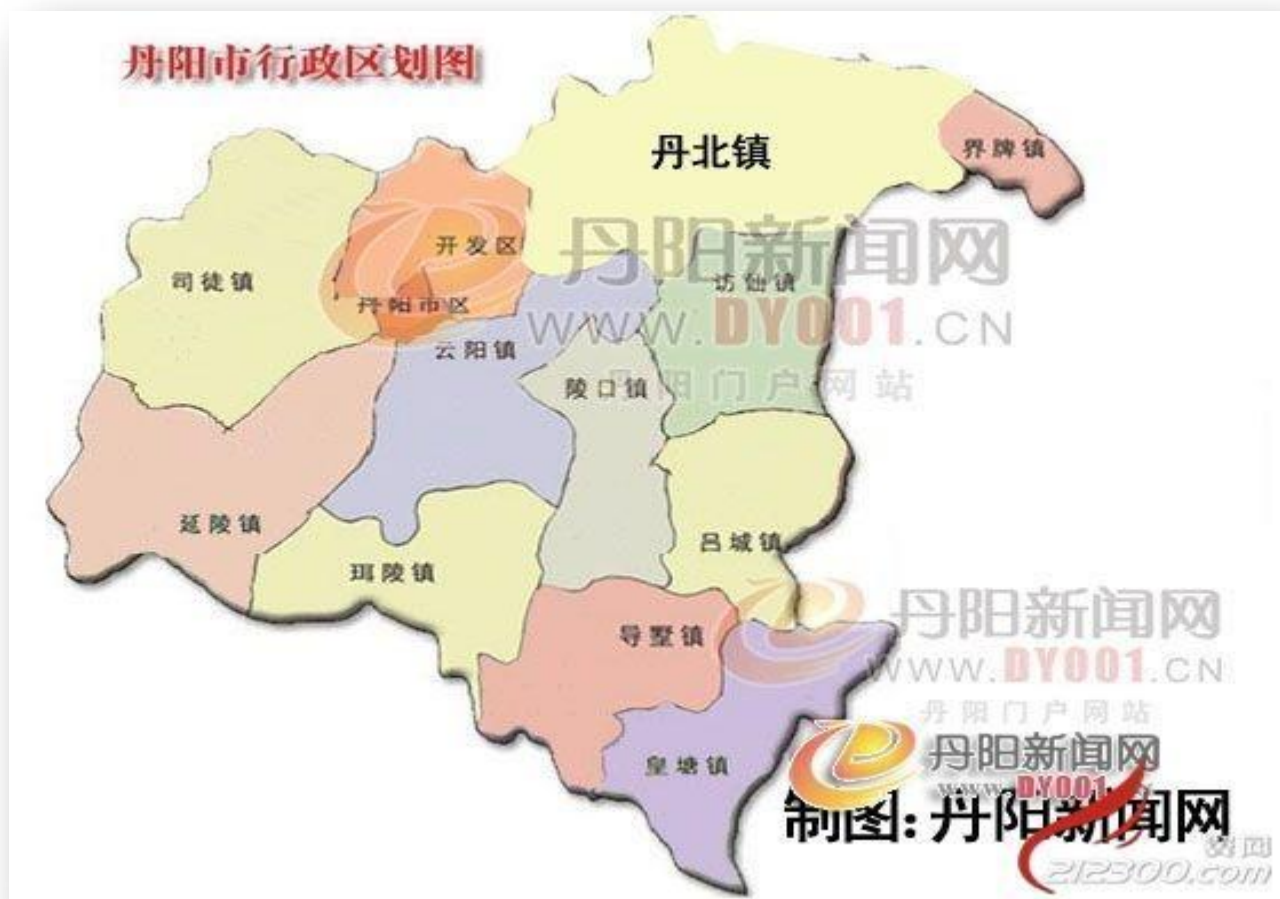 丹阳市行政区划图
丹北镇
界牌镇
开发区
司徒镇
访仙镇
丹阳市区
云阳镇
陵口镇
延陵镇
珥陵镇
吕城镇
导墅镇
皇塘镇
丹阳新闻网
WWW.DY001.CN
丹阳门户网站
丹阳新闻网
WWW.DY001.CN
丹阳门户网站
丹阳新闻网
www.DY001
制图:丹阳新闻网
212300.com